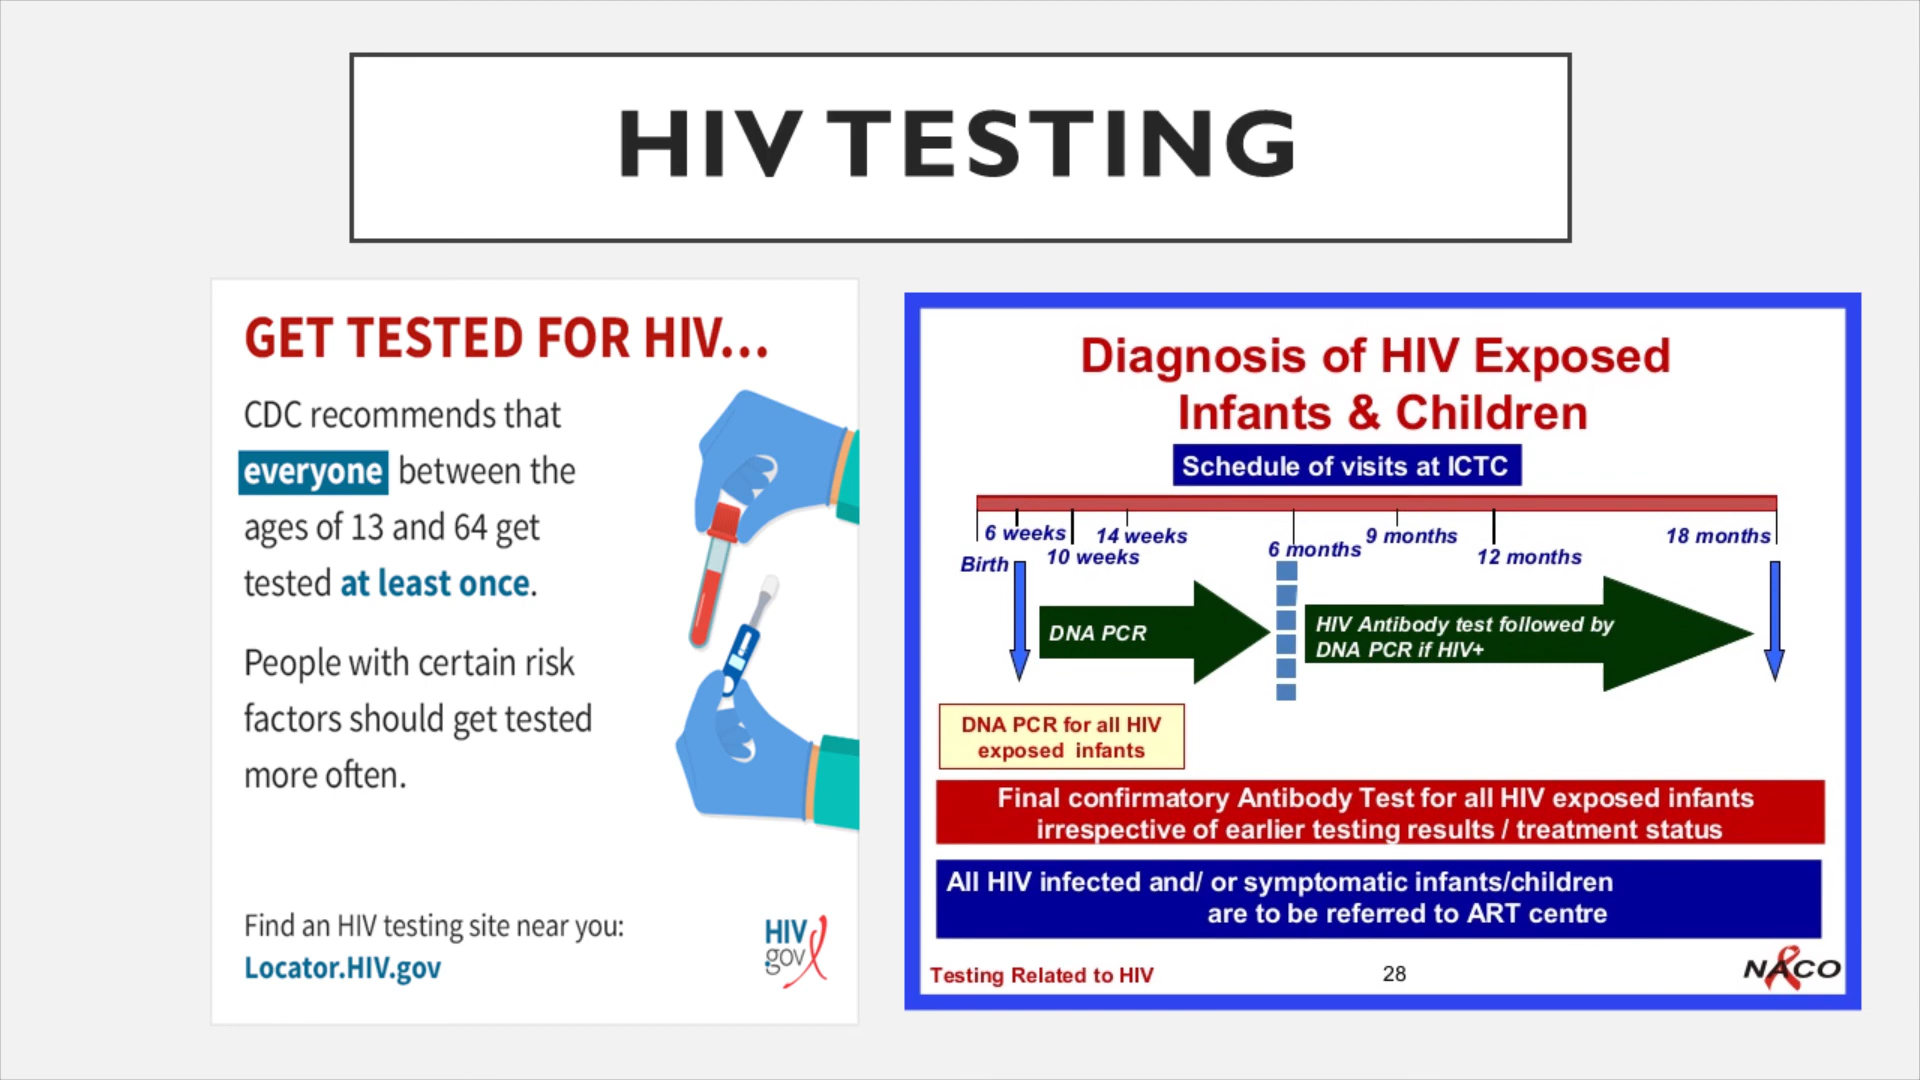 HIV TESTING
GET TESTED FOR HIV...
CDC recommends that
everyone between the
ages of 13 and 64 get
tested at least once.
People with certain risk
factors should get tested
more often.
Find an HIV testing site near you:
Locator.HIV.gov
HIV
.gov
Diagnosis of HIV Exposed
Infants & Children
Schedule of visits at ICTC
Birth
6 weeks
10 weeks
14 weeks
6 months
9 months
12 months
18 months
DNA PCR
HIV Antibody test followed by
DNA PCR if HIV+
DNA PCR for all HIV
exposed infants
Final confirmatory Antibody Test for all HIV exposed infants
irrespective of earlier testing results / treatment status
All HIV infected and/ or symptomatic infants/children
are to be referred to ART centre
Testing Related to HIV
28
NACO